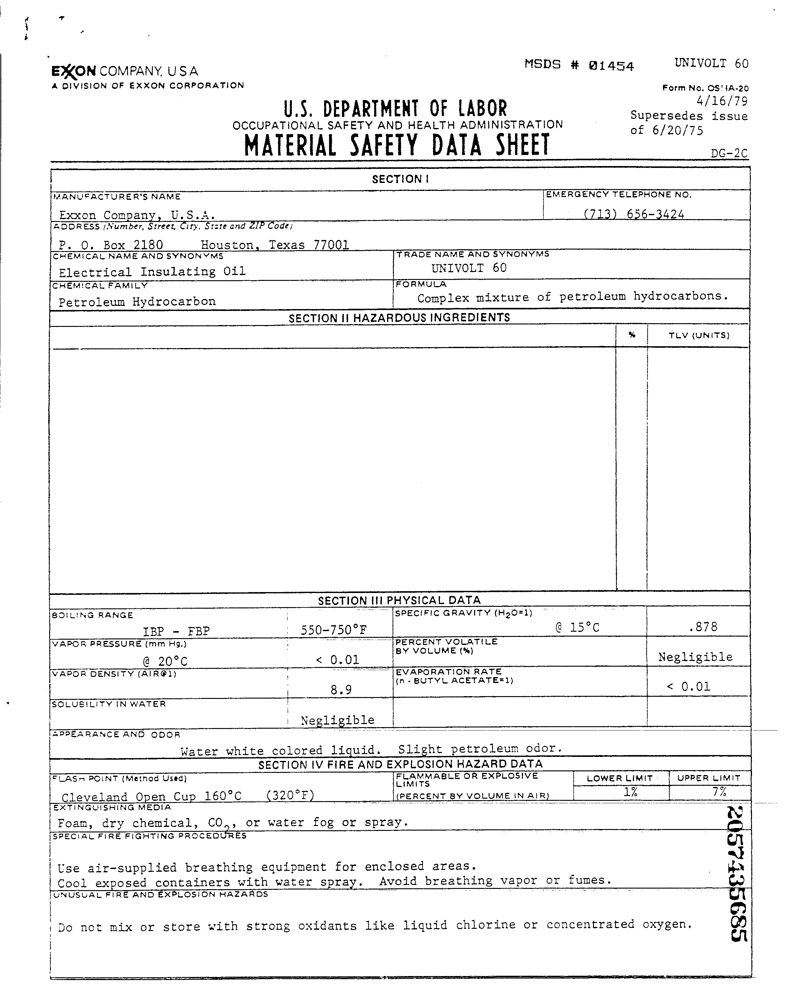 EXXON COMPANY, U.S.A.
A DIVISION OF EXXON CORPORATION
MSDS # 01454 UNIVOLT 60
Form No. OSHA-20
4/16/79
Supersedes issue
of 6/20/75
DG-2C
U.S. DEPARTMENT OF LABOR
OCCUPATIONAL SAFETY AND HEALTH ADMINISTRATION
MATERIAL SAFETY DATA SHEET
SECTION I
MANUFACTURER'S NAME
Exxon Company, U.S.A.
EMERGENCY TELEPHONE NO.
(713) 656-3424
ADDRESS (Number, Street, City, State and ZIP Code)
P. O. Box 2180 Houston, Texas 77001
CHEMICAL NAME AND SYNONYMS
Electrical Insulating Oil
TRADE NAME AND SYNONYMS
UNIVOLT 60
CHEMICAL FAMILY
Petroleum Hydrocarbon
FORMULA
Complex mixture of petroleum hydrocarbons.
SECTION II HAZARDOUS INGREDIENTS
% TLV (UNITS)
SECTION III PHYSICAL DATA
BOILING RANGE
IBP - FBP 550-750°F
SPECIFIC GRAVITY (H2O=1)
@ 15°C .878
VAPOR PRESSURE (mm Hg.)
@ 20°C < 0.01
PERCENT VOLATILE
BY VOLUME (%)
Negligible
VAPOR DENSITY (AIR=1)
8.9
EVAPORATION RATE
(n - BUTYL ACETATE=1)
< 0.01
SOLUBILITY IN WATER
Negligible
APPEARANCE AND ODOR
Water white colored liquid. Slight petroleum odor.
SECTION IV FIRE AND EXPLOSION HAZARD DATA
FLASH POINT (Method Used)
Cleveland Open Cup 160°C (320°F)
FLAMMABLE OR EXPLOSIVE
LIMITS
(PERCENT BY VOLUME IN AIR)
LOWER LIMIT
1%
UPPER LIMIT
7%
EXTINGUISHING MEDIA
Foam, dry chemical, CO2, or water fog or spray.
SPECIAL FIRE FIGHTING PROCEDURES
Use air-supplied breathing equipment for enclosed areas.
Cool exposed containers with water spray. Avoid breathing vapor or fumes.
UNUSUAL FIRE AND EXPLOSION HAZARDS
Do not mix or store with strong oxidants like liquid chlorine or concentrated oxygen.
2057435685